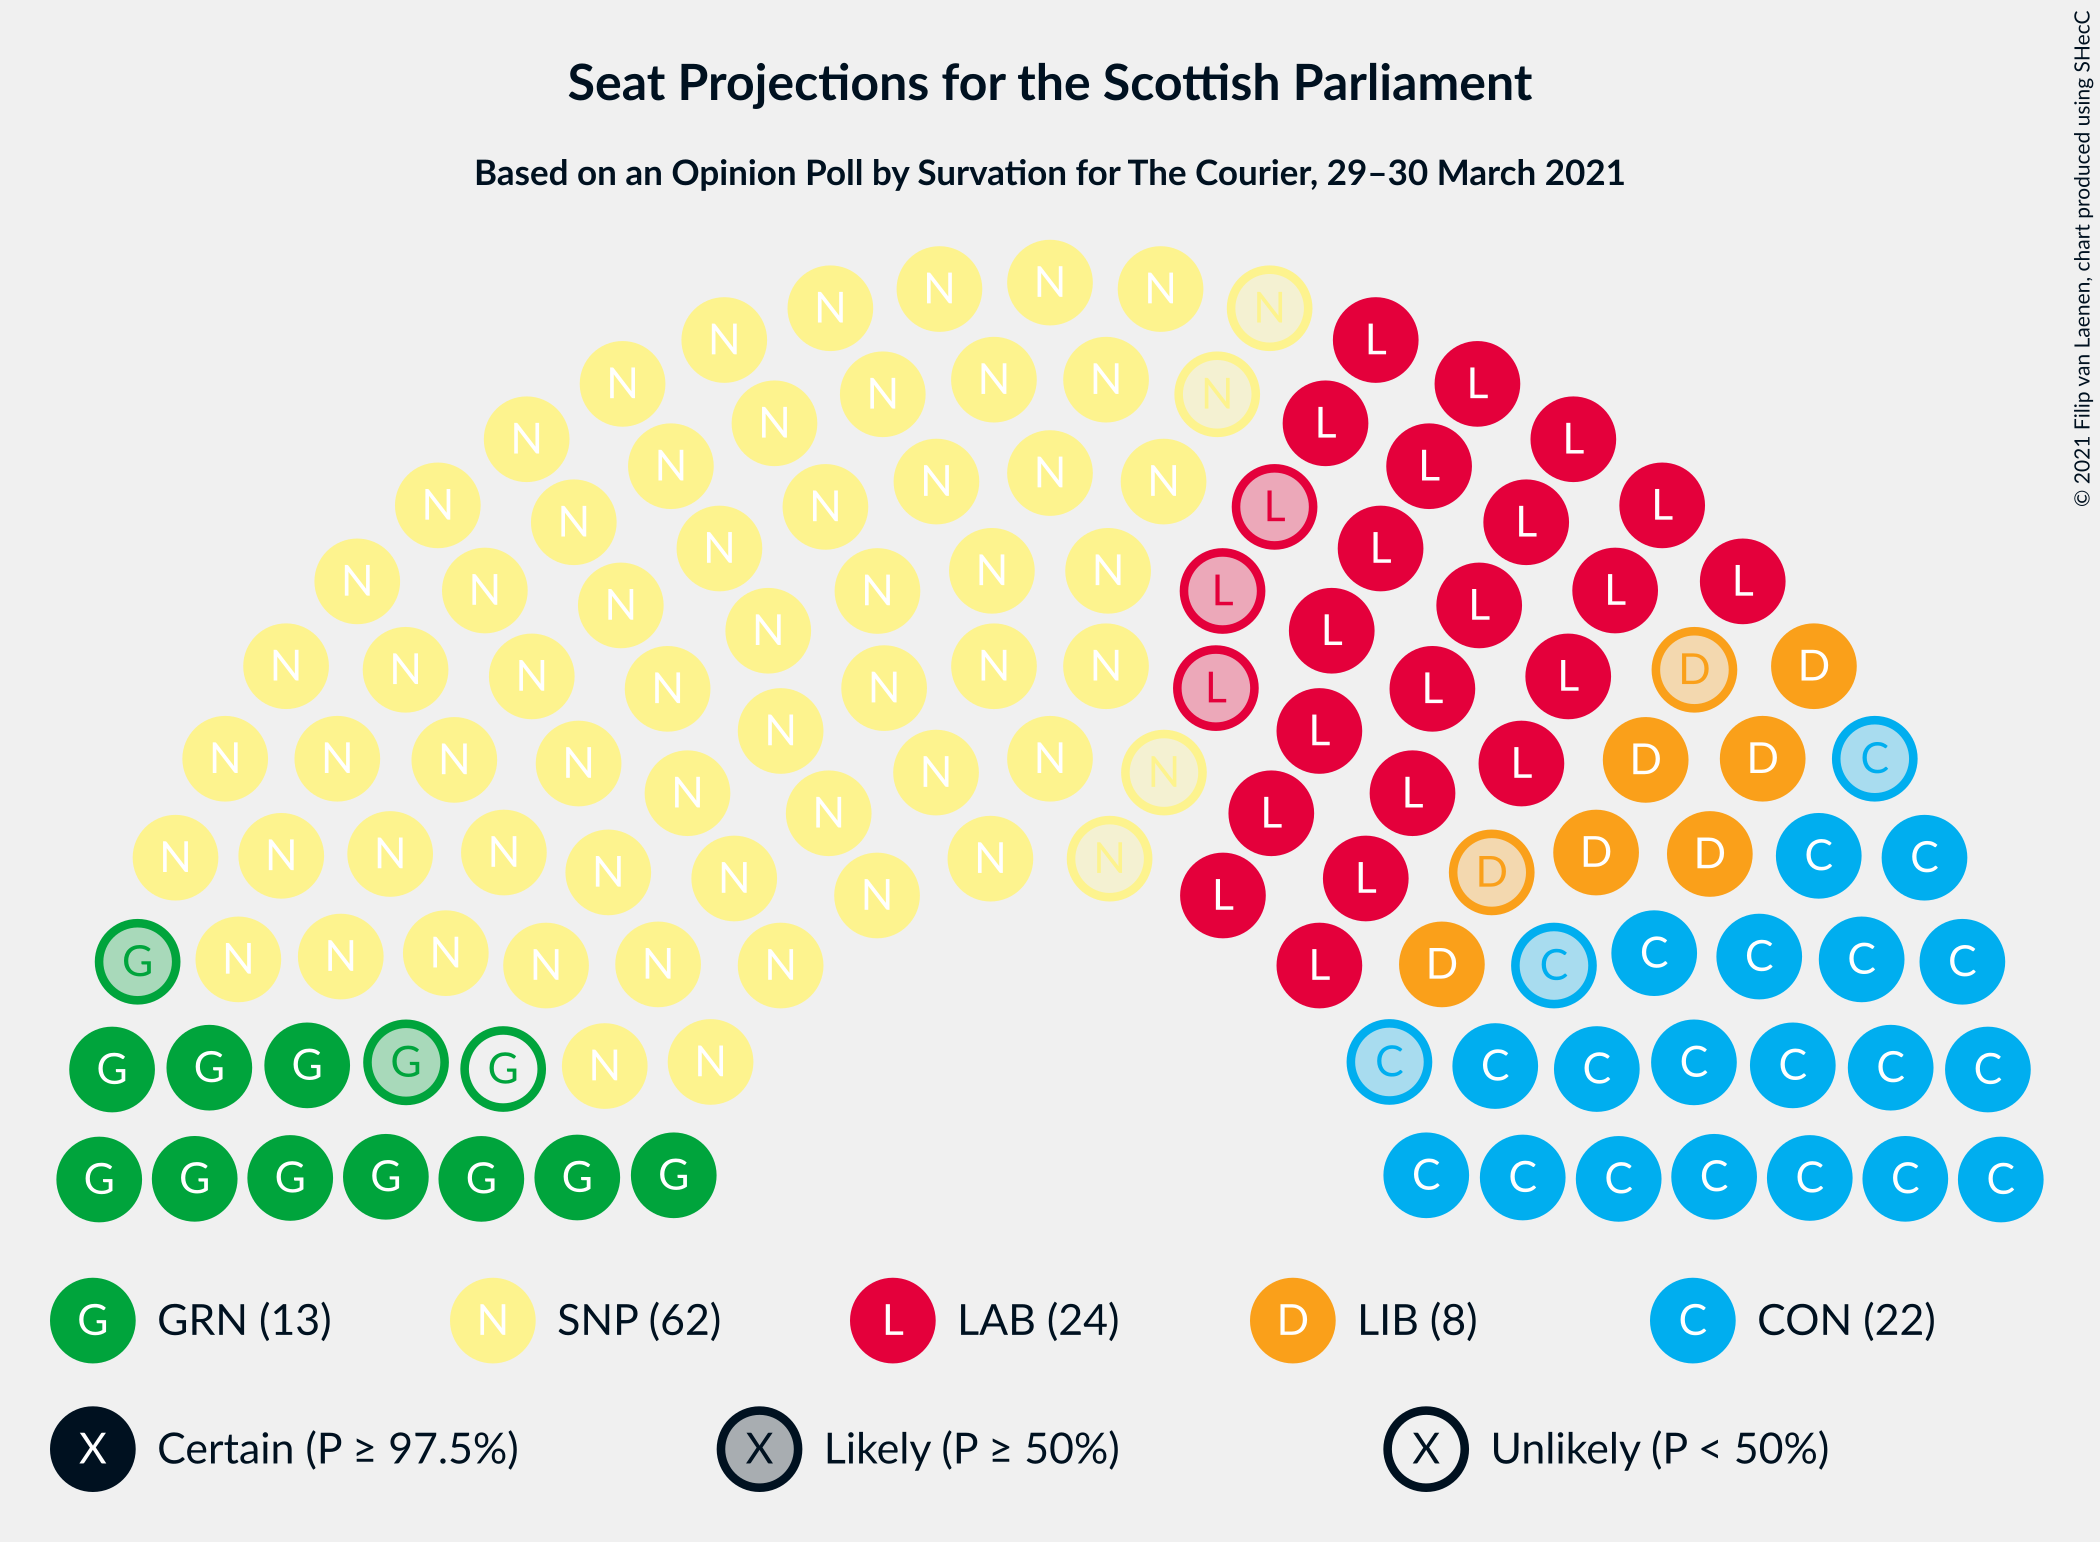 Seat Projections for the Scottish Parliament
Based on an Opinion Poll by Survation for The Courier, 29–30 March 2021
© 2021 Filip van Laenen, chart produced using SHecC
N N N N N
N N L L
N N N N N L L
N N N L
N N N N L L L
N N N L L
N N N N L L L
N N N N L L D D
N N N N N N L L L D
N N N N N N N L L L D D C
N N N N N N N N L L D D D C C
G N N N N N N L D C C C C C
G G G G G N N C C C C C C C
G G G G G G G C C C C C C C
G GRN (13) N SNP (62) L LAB (24) D LIB (8) C CON (22)
X Certain (P ≥ 97.5%) X Likely (P ≥ 50%) X Unlikely (P < 50%)